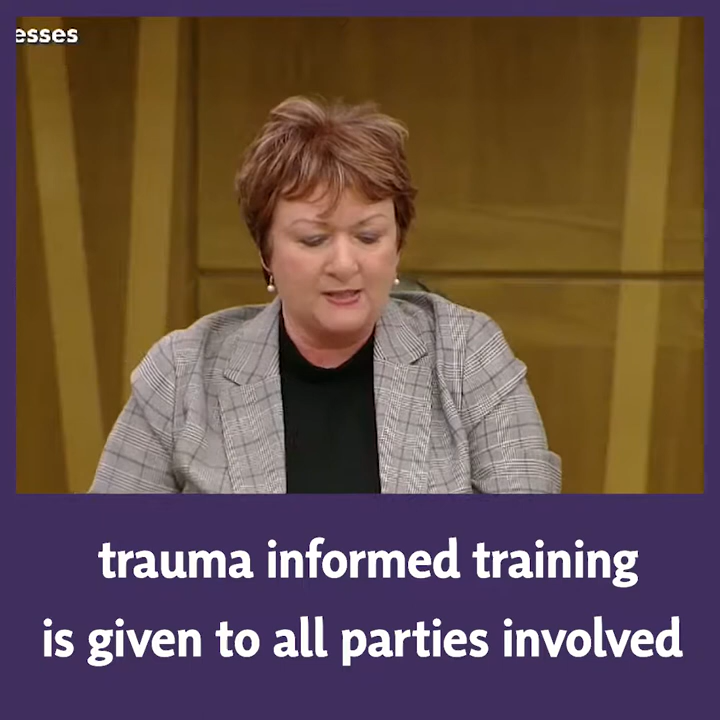 esses
trauma informed training
is given to all parties involved